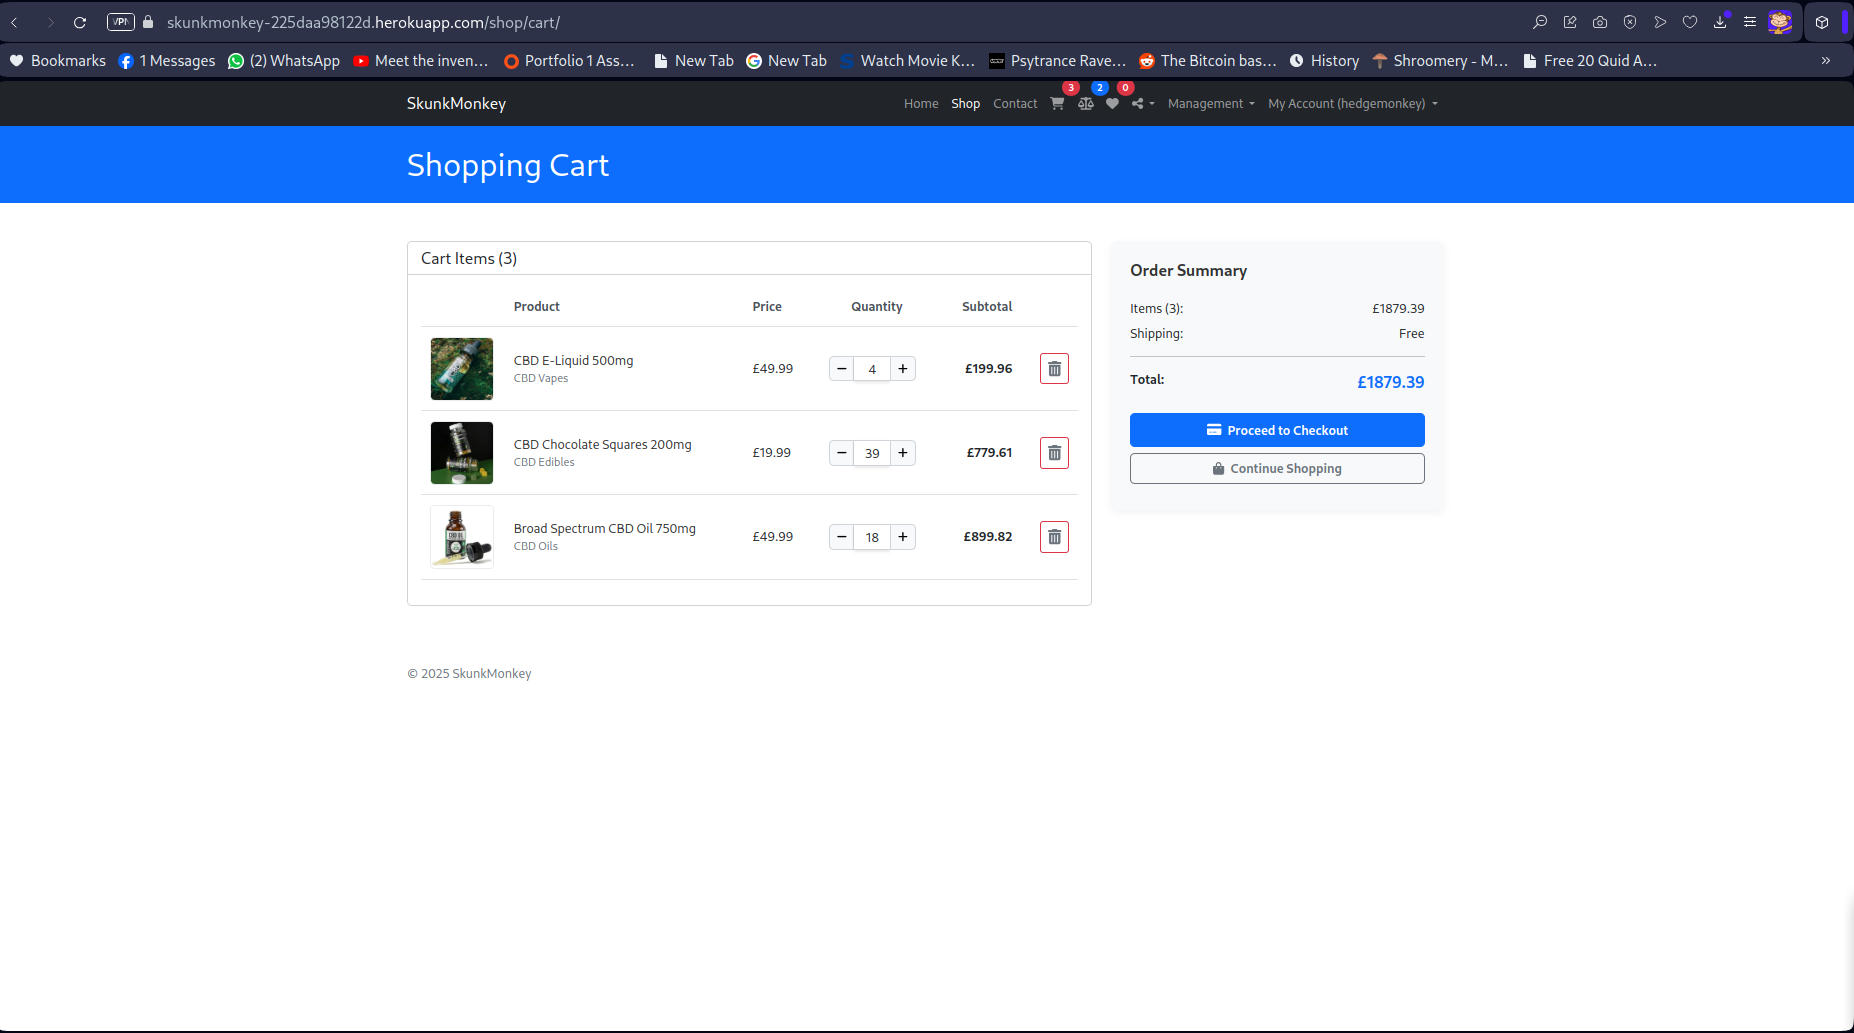 VPN skunkmonkey-225daa98122d.herokuapp.com/shop/cart/
Bookmarks 1 Messages (2) WhatsApp Meet the inven... Portfolio 1 Ass... New Tab New Tab Watch Movie K... Psytrance Rave... The Bitcoin bas... History Shroomery - M... Free 20 Quid A... »
SkunkMonkey Home Shop Contact 3 2 0 Management My Account (hedgemonkey)
Shopping Cart
Cart Items (3)
Product Price Quantity Subtotal
CBD E-Liquid 500mg
CBD Vapes
£49.99 − 4 + £199.96
CBD Chocolate Squares 200mg
CBD Edibles
£19.99 − 39 + £779.61
Broad Spectrum CBD Oil 750mg
CBD Oils
£49.99 − 18 + £899.82
Order Summary
Items (3): £1879.39
Shipping: Free
Total: £1879.39
Proceed to Checkout
Continue Shopping
© 2025 SkunkMonkey